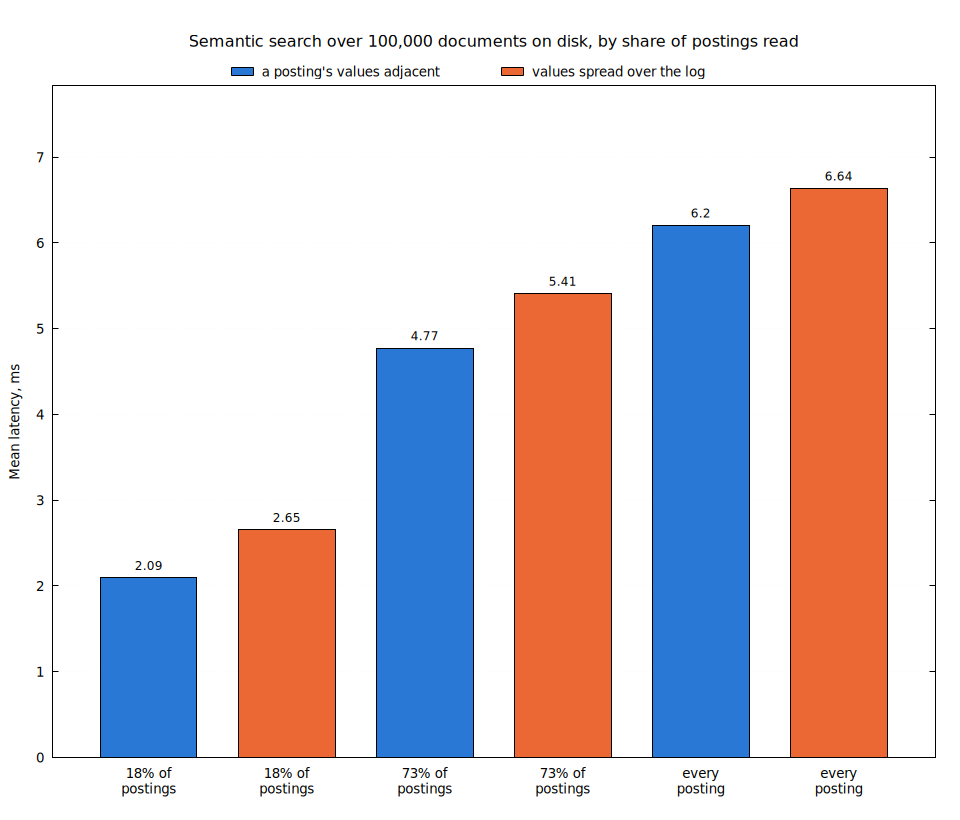 Semantic search over 100,000 documents on disk, by share of postings read
a posting's values adjacent
values spread over the log
7
6
5
4
3
2
1
0
Mean latency, ms
2.09
2.65
4.77
5.41
6.2
6.64
18% of
postings
18% of
postings
73% of
postings
73% of
postings
every
posting
every
posting